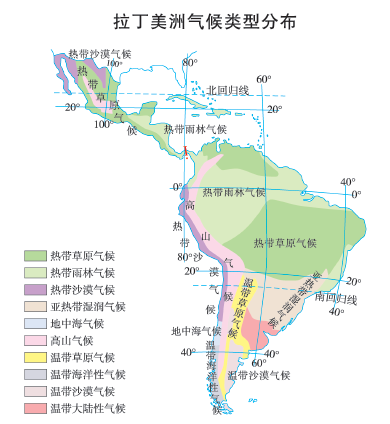 拉丁美洲气候类型分布
热带沙漠气候
100°
80°
60°
热带草原气候
北回归线
20°
20°
100°
热带雨林气候
0°
热带雨林气候
40°
0°
高山气候
热带沙漠气候
热带草原气候
80°
20°
20°
亚热带湿润气候
南回归线
40°
温带草原气候
地中海气候
40°
40°
60°
温带海洋性气候
温带沙漠气候
热带草原气候
热带雨林气候
热带沙漠气候
亚热带湿润气候
地中海气候
高山气候
温带草原气候
温带海洋性气候
温带沙漠气候
温带大陆性气候